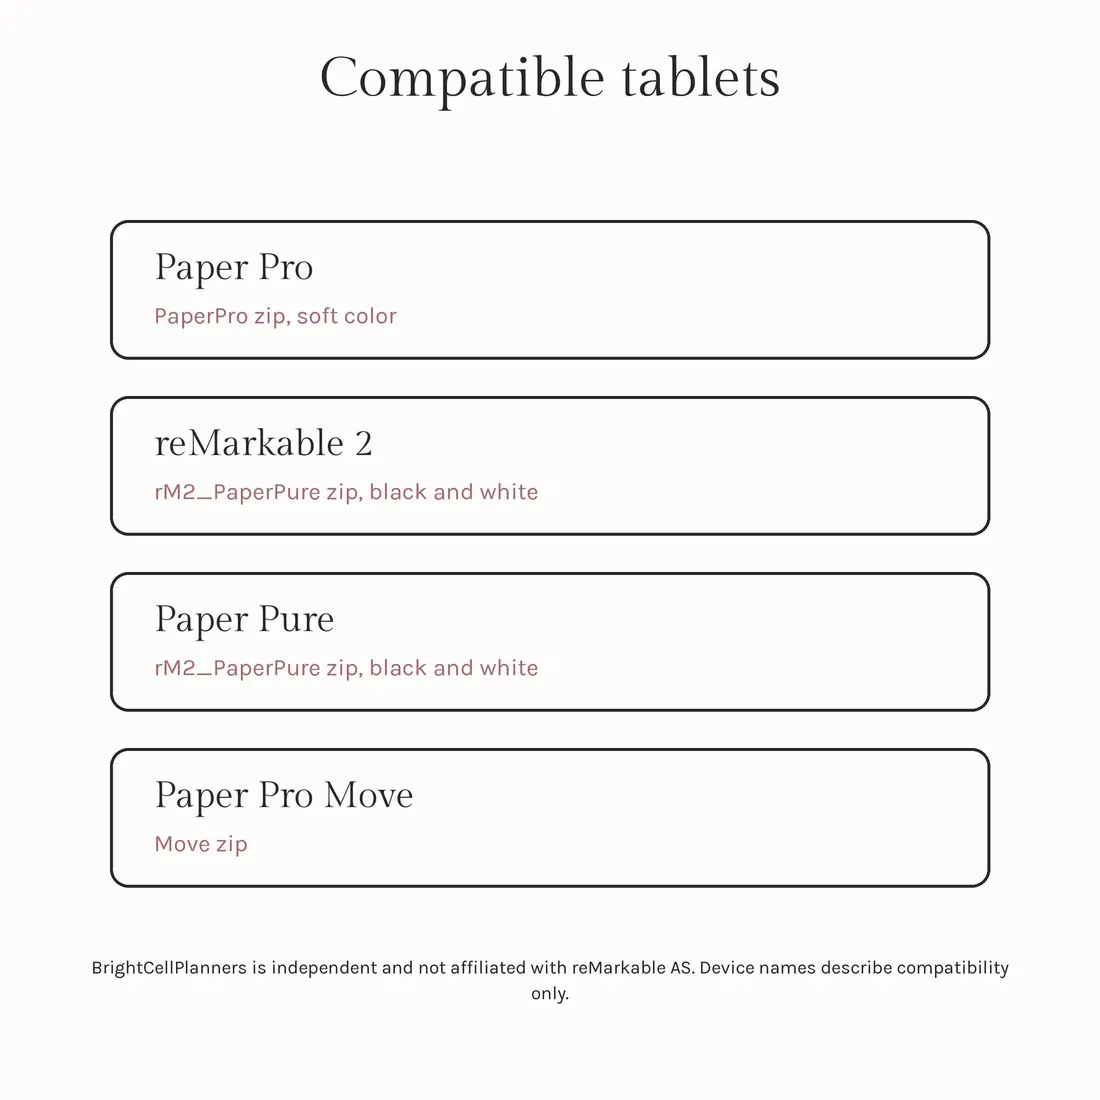 Compatible tablets
Paper Pro
PaperPro zip, soft color
reMarkable 2
rM2_PaperPure zip, black and white
Paper Pure
rM2_PaperPure zip, black and white
Paper Pro Move
Move zip
BrightCellPlanners is independent and not affiliated with reMarkable AS. Device names describe compatibility
only.